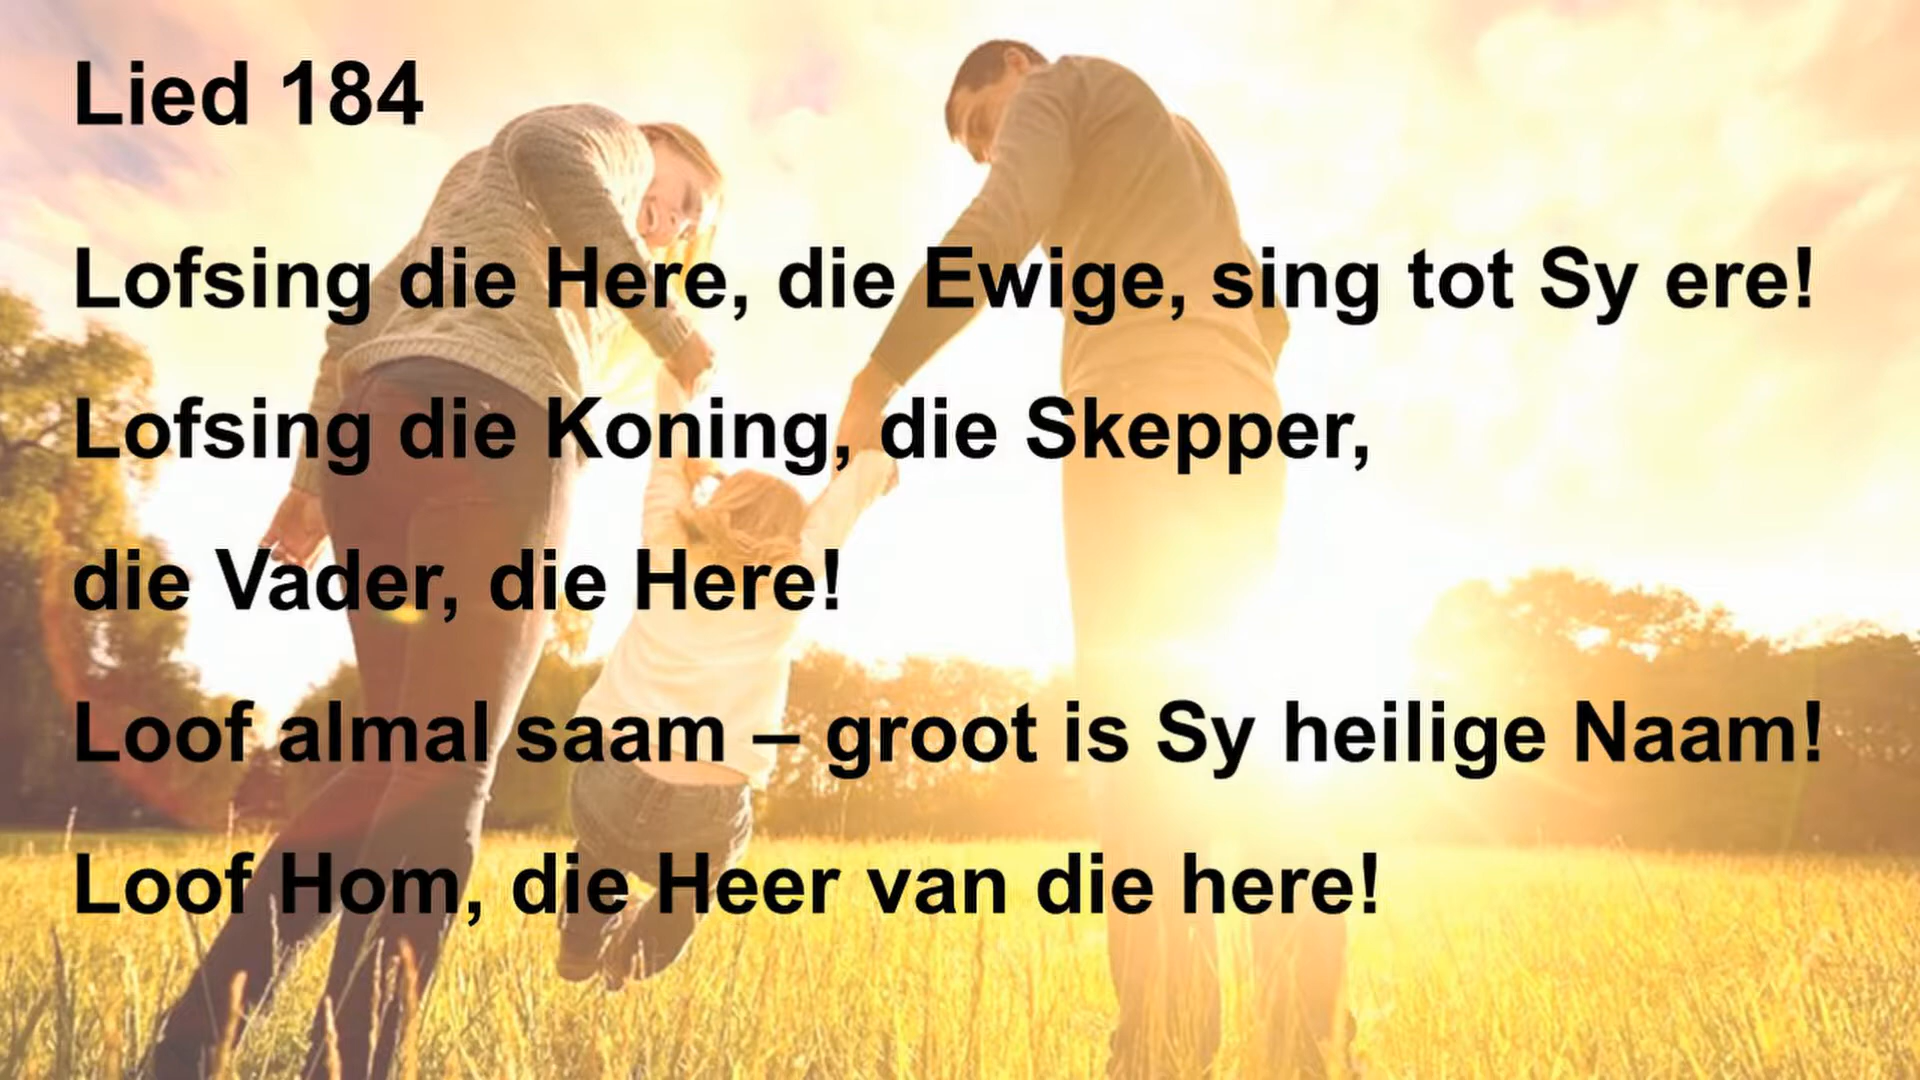 Lied 184
Lofsing die Here, die Ewige, sing tot Sy ere!
Lofsing die Koning, die Skepper,
die Vader, die Here!
Loof almal saam – groot is Sy heilige Naam!
Loof Hom, die Heer van die here!